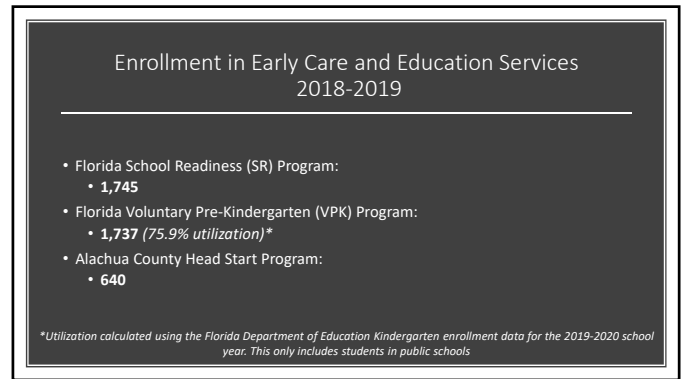 Enrollment in Early Care and Education Services
2018-2019
• Florida School Readiness (SR) Program:
• 1,745
• Florida Voluntary Pre-Kindergarten (VPK) Program:
• 1,737 (75.9% utilization)*
• Alachua County Head Start Program:
• 640
*Utilization calculated using the Florida Department of Education Kindergarten enrollment data for the 2019-2020 school
year. This only includes students in public schools